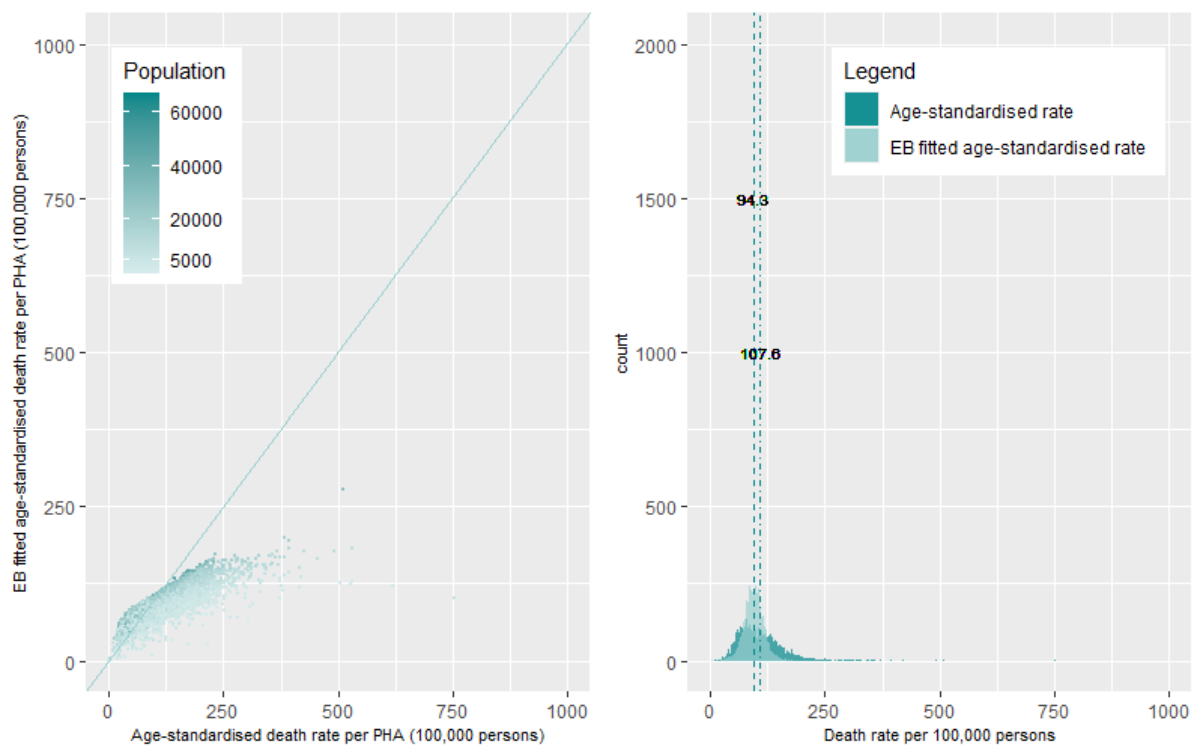 1000
750
500
250
0
EB fitted age-standardised death rate per PHA (100,000 persons)
Population
60000
40000
20000
5000
0 250 500 750 1000
Age-standardised death rate per PHA (100,000 persons)
2000
1500
1000
500
0
count
Legend
Age-standardised rate
EB fitted age-standardised rate
94.3
107.6
0 250 500 750 1000
Death rate per 100,000 persons